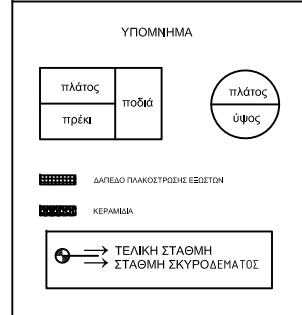 ΥΠΟΜΝΗΜΑ
πλάτος
πρέκι
ποδιά
πλάτος
ύψος
ΔΑΠΕΔΟ ΠΛΑΚΟΣΤΡΩΣΗΣ ΕΞΩΣΤΩΝ
ΚΕΡΑΜΙΔΙΑ
ΤΕΛΙΚΗ ΣΤΑΘΜΗ
ΣΤΑΘΜΗ ΣΚΥΡΟΔΕΜΑΤΟΣ